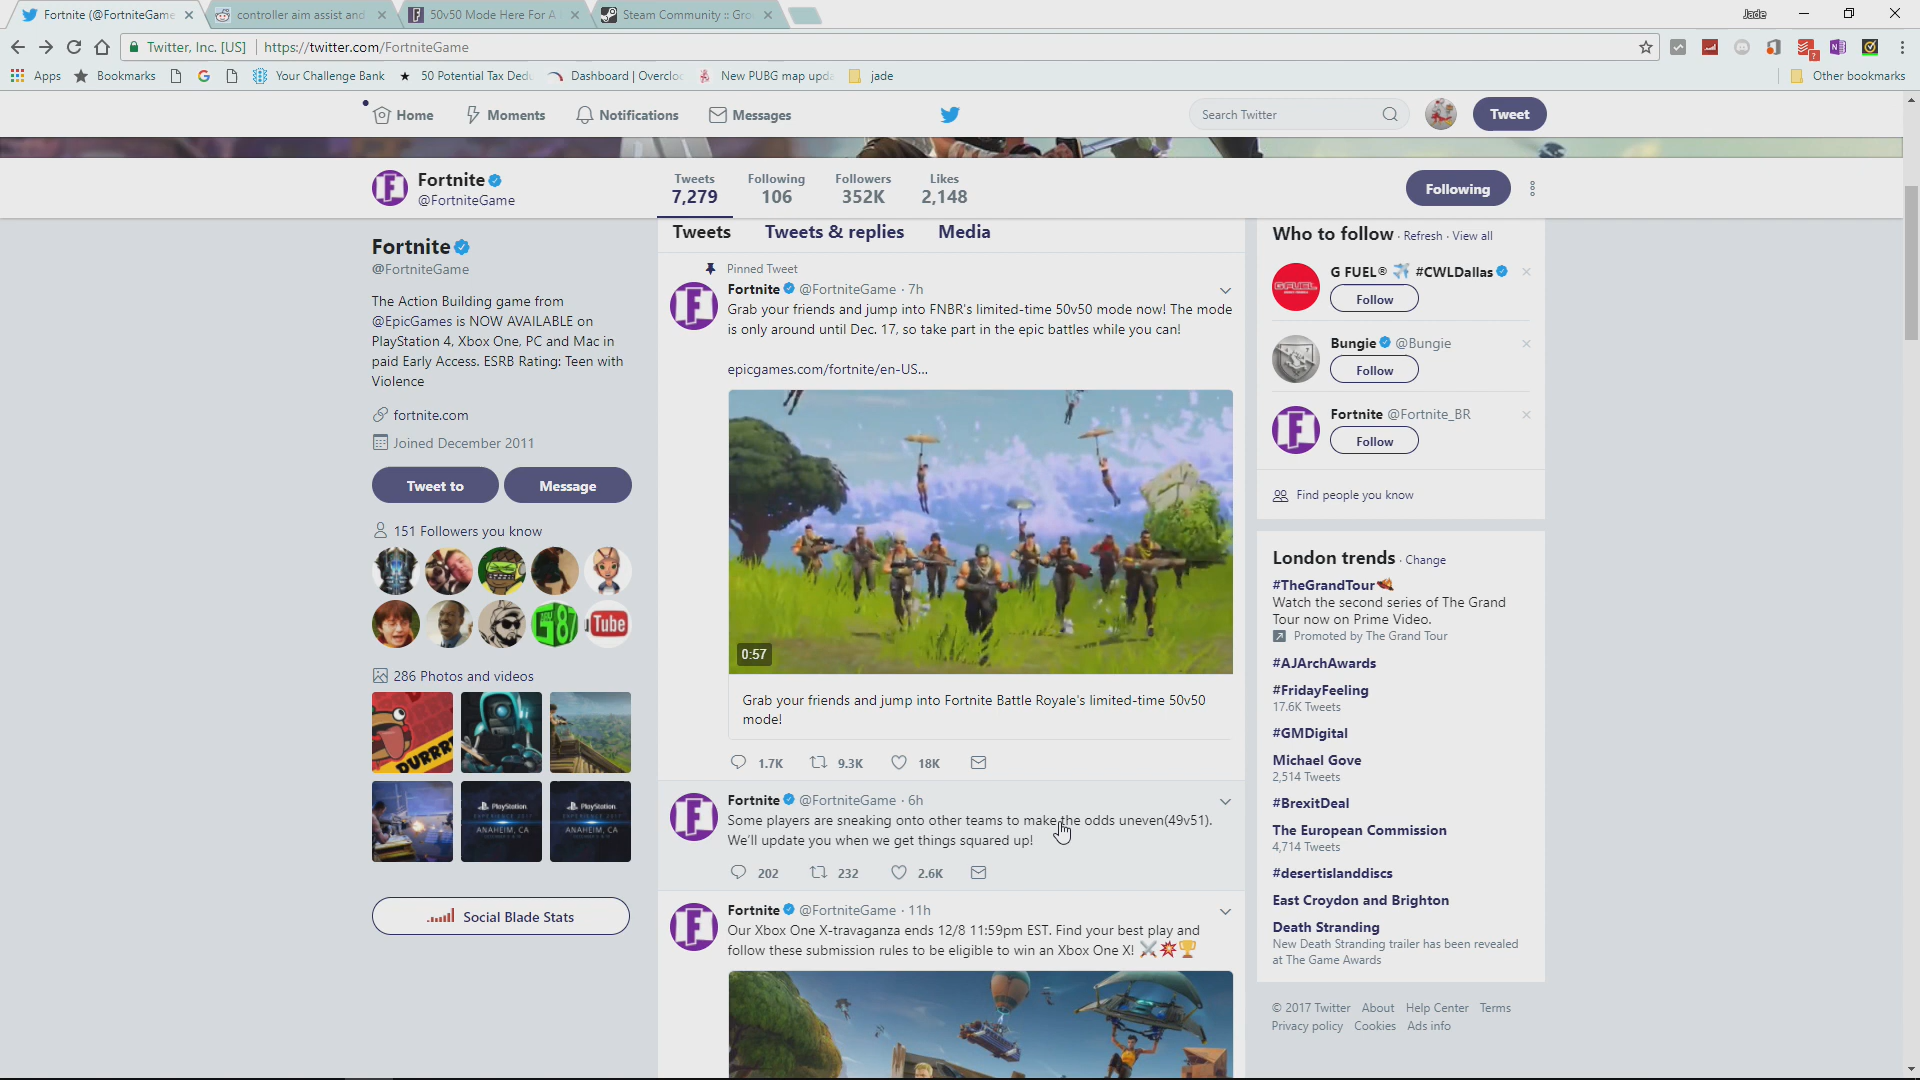 Fortnite (@FortniteGame
controller aim assist and
50v50 Mode Here For A
Steam Community :: Gro
Jade
Twitter, Inc. [US]
https://twitter.com/FortniteGame
Apps
Bookmarks
Your Challenge Bank
50 Potential Tax Dedu
Dashboard | Overcloc
New PUBG map upda
jade
Other bookmarks
Home
Moments
Notifications
Messages
Search Twitter
Tweet
Fortnite
@FortniteGame
Tweets
7,279
Following
106
Followers
352K
Likes
2,148
Following
Fortnite
@FortniteGame
The Action Building game from
@EpicGames is NOW AVAILABLE on
PlayStation 4, Xbox One, PC and Mac in
paid Early Access. ESRB Rating: Teen with
Violence
fortnite.com
Joined December 2011
Tweet to
Message
151 Followers you know
Tube
286 Photos and videos
DURRR
PlayStation
ANAHEIM, CA
PlayStation
ANAHEIM, CA
Social Blade Stats
Tweets
Tweets & replies
Media
Pinned Tweet
Fortnite @FortniteGame · 7h
Grab your friends and jump into FNBR's limited-time 50v50 mode now! The mode
is only around until Dec. 17, so take part in the epic battles while you can!
epicgames.com/fortnite/en-US...
0:57
Grab your friends and jump into Fortnite Battle Royale's limited-time 50v50
mode!
1.7K
9.3K
18K
Fortnite @FortniteGame · 6h
Some players are sneaking onto other teams to make the odds uneven(49v51).
We'll update you when we get things squared up!
202
232
2.6K
Fortnite @FortniteGame · 11h
Our Xbox One X-travaganza ends 12/8 11:59pm EST. Find your best play and
follow these submission rules to be eligible to win an Xbox One X!
Who to follow · Refresh · View all
G FUEL® #CWLDallas
Follow
Bungie @Bungie
Follow
Fortnite @Fortnite_BR
Follow
Find people you know
London trends · Change
#TheGrandTour
Watch the second series of The Grand
Tour now on Prime Video.
Promoted by The Grand Tour
#AJArchAwards
#FridayFeeling
17.6K Tweets
#GMDigital
Michael Gove
2,514 Tweets
#BrexitDeal
The European Commission
4,714 Tweets
#desertislanddiscs
East Croydon and Brighton
Death Stranding
New Death Stranding trailer has been revealed
at The Game Awards
© 2017 Twitter About Help Center Terms
Privacy policy Cookies Ads info